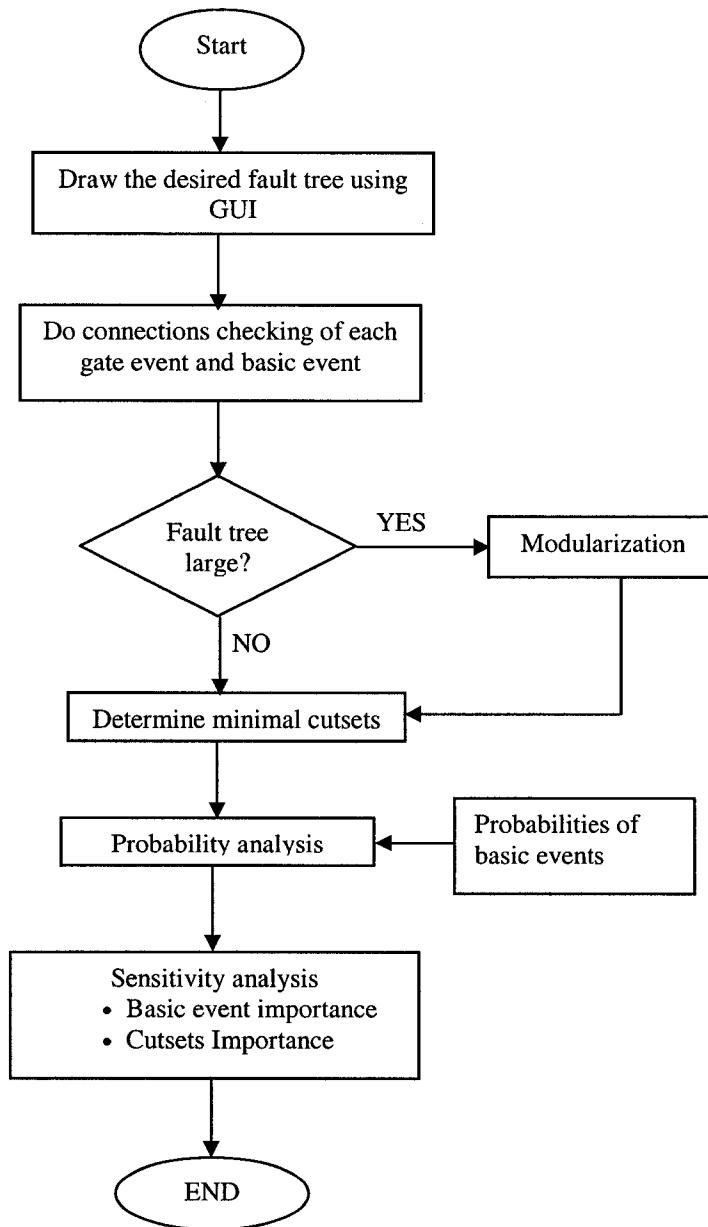 Start
Draw the desired fault tree using
GUI
Do connections checking of each
gate event and basic event
Fault tree
large?
YES
Modularization
NO
Determine minimal cutsets
Probability analysis
Probabilities of
basic events
Sensitivity analysis
• Basic event importance
• Cutsets Importance
END